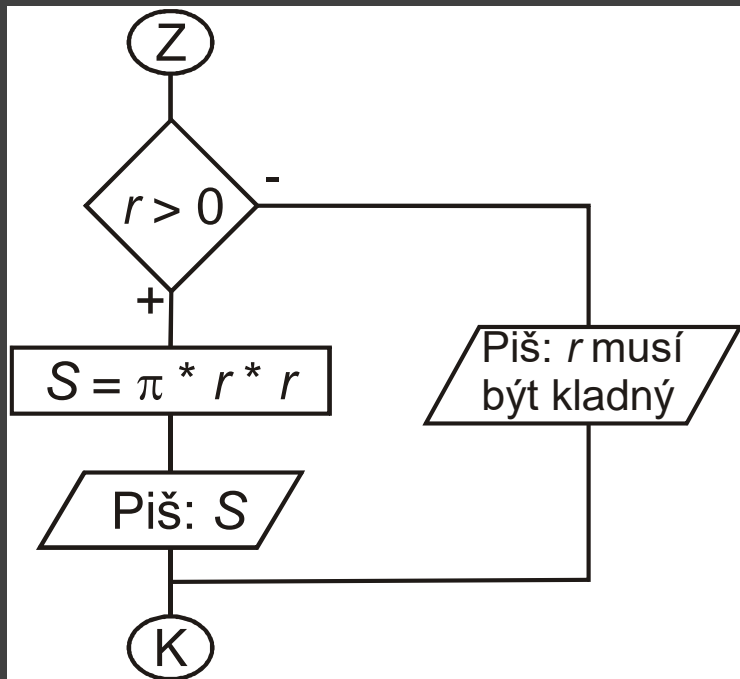 Z
r > 0
-
+
S = π * r * r
Piš: r musí
být kladný
Piš: S
K